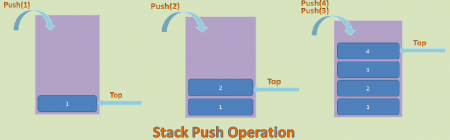 Push(1)
1
Top
Push(2)
2
1
Top
Push(4)
Push(3)
4
3
2
1
Top
Stack Push Operation